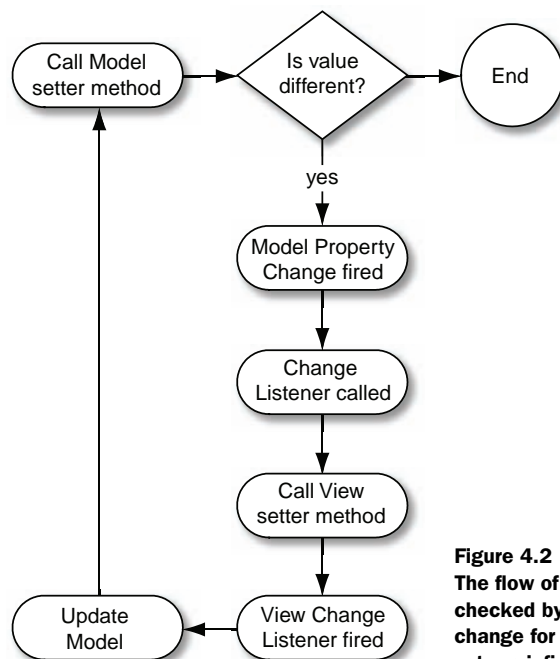 Call Model
setter method
Is value
different?
End
yes
Model Property
Change fired
Change
Listener called
Call View
setter method
View Change
Listener fired
Update
Model
Figure 4.2
The flow of
checked by
change for